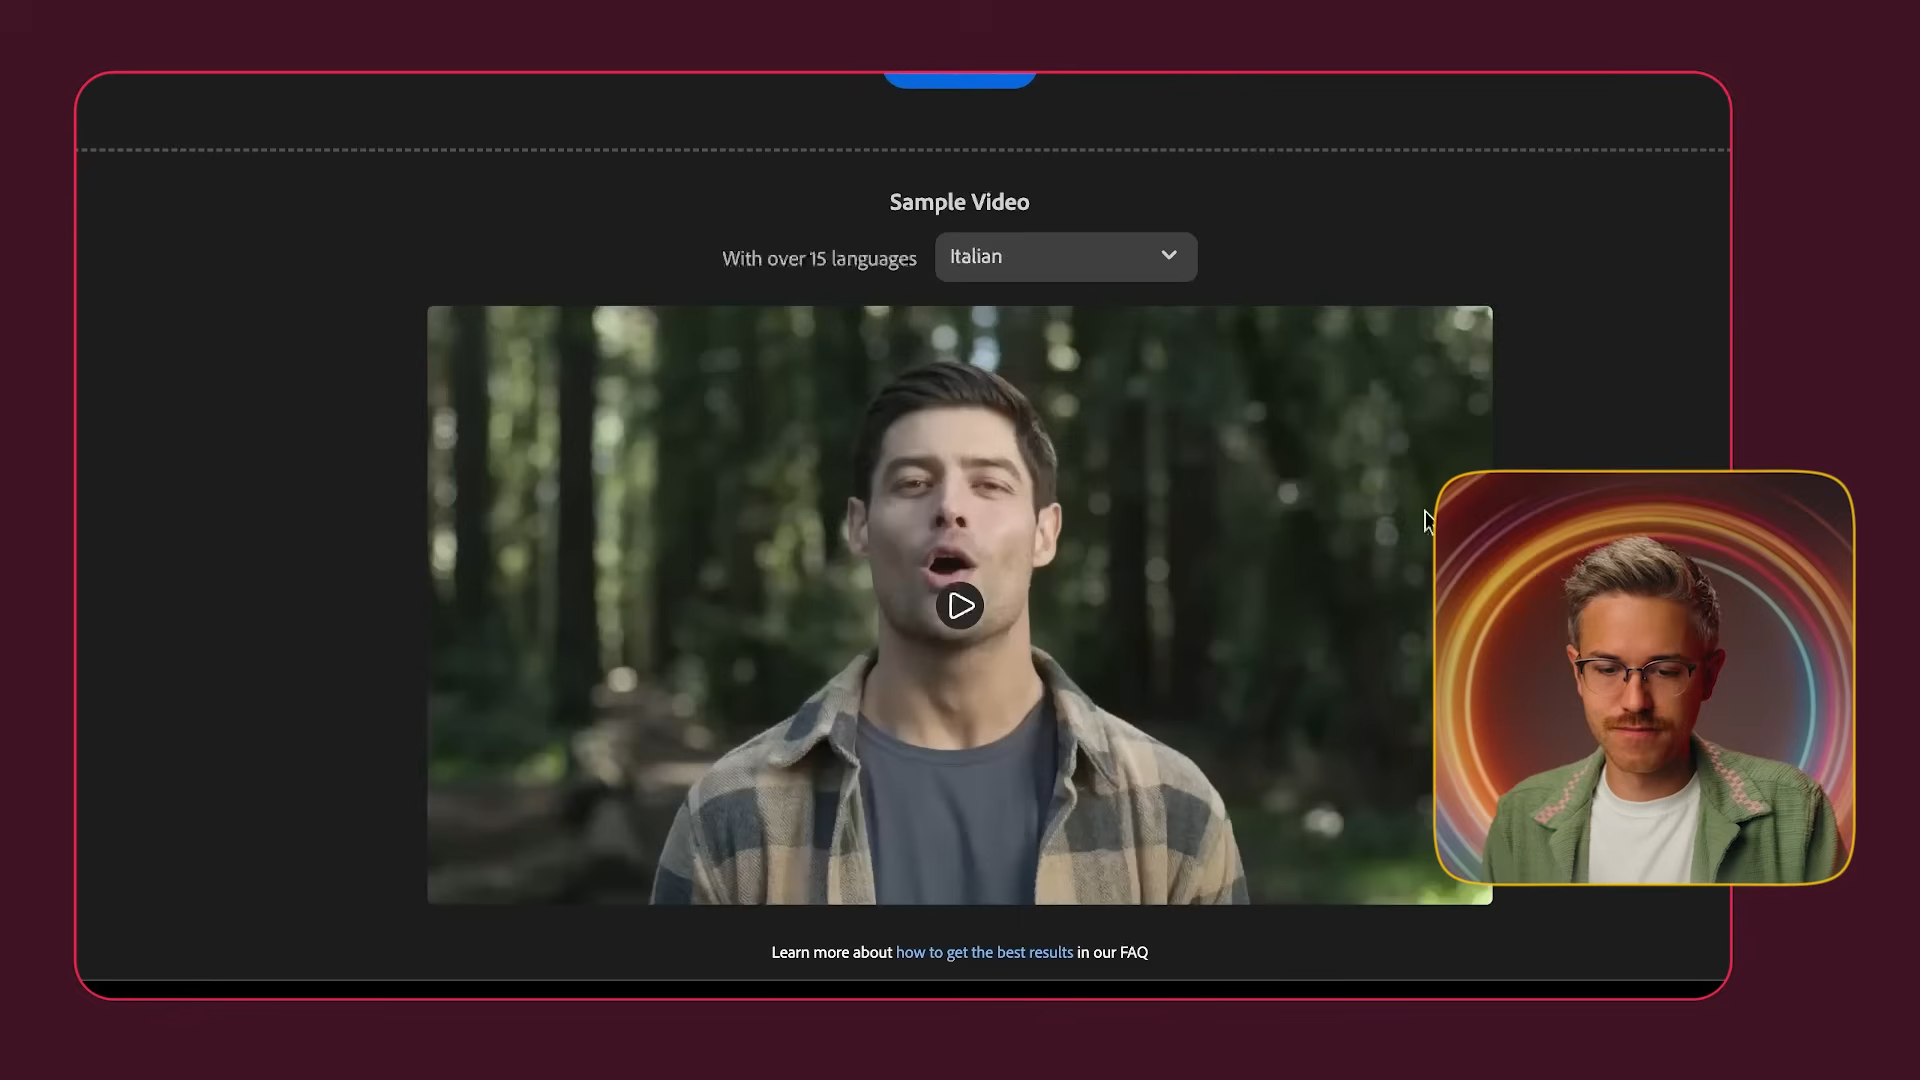 Sample Video
With over 15 languages Italian
Learn more about how to get the best results in our FAQ